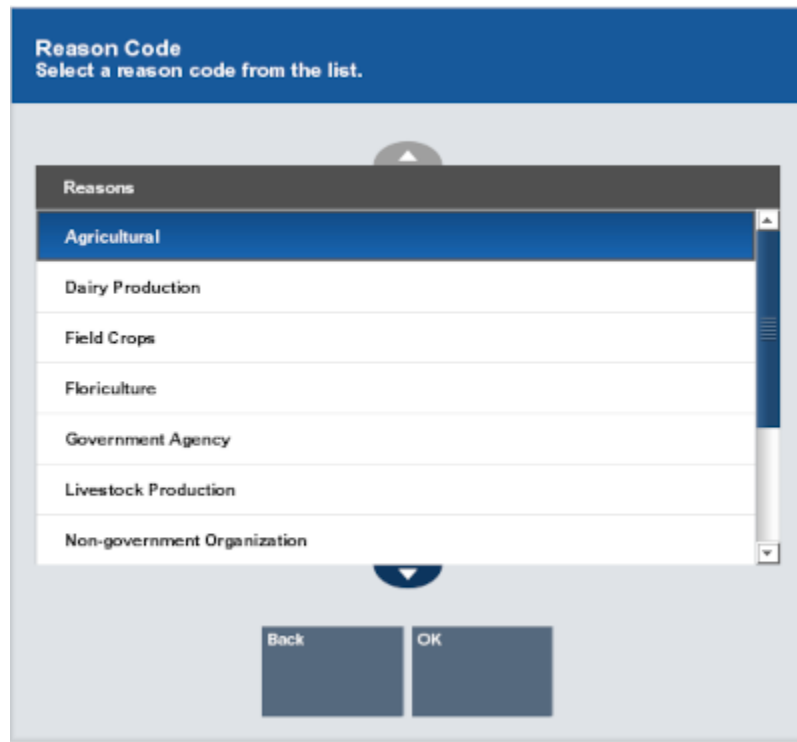 Reason Code
Select a reason code from the list.
Reasons
Agricultural
Dairy Production
Field Crops
Floriculture
Government Agency
Livestock Production
Non-government Organization
Back
OK